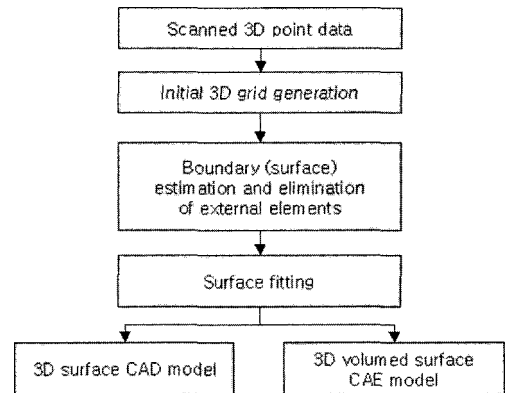 Scanned 3D point data
Initial 3D grid generation
Boundary (surface)
estimation and elimination
of external elements
Surface fitting
3D surface CAD model
3D volumed surface
CAE model